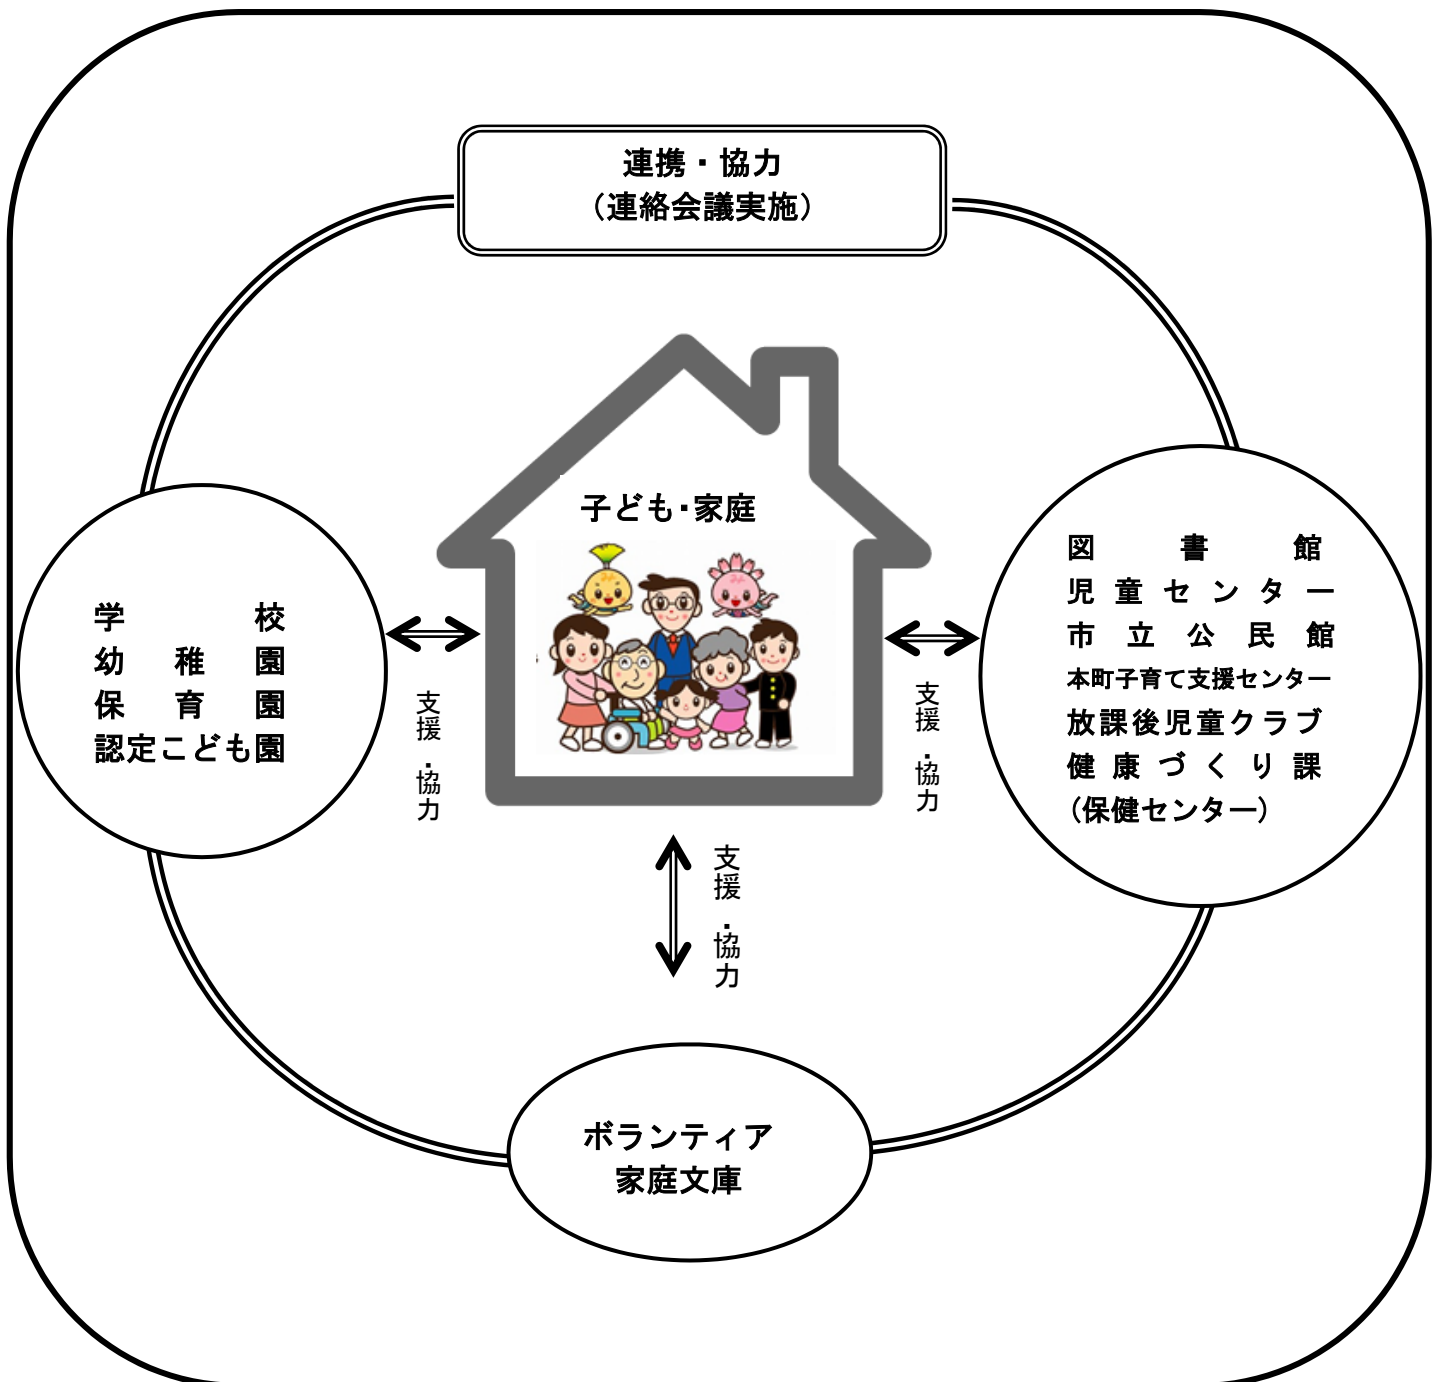 連携・協力
（連絡会議実施）
子ども・家庭
学校
幼稚園
保育園
認定こども園
支援・協力
図書館
児童センター
市立公民館
本町子育て支援センター
放課後児童クラブ
健康づくり課
（保健センター）
支援・協力
支援・協力
ボランティア
家庭文庫